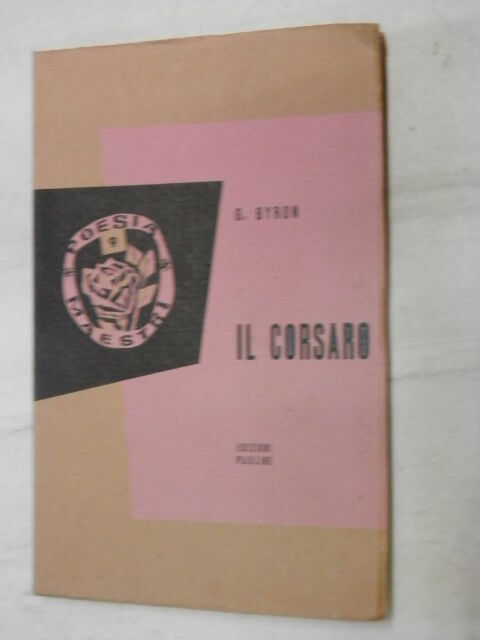 G. BYRON
POESIA
9
MAESTRI
IL CORSARO
EDIZIONI
PAOLINE